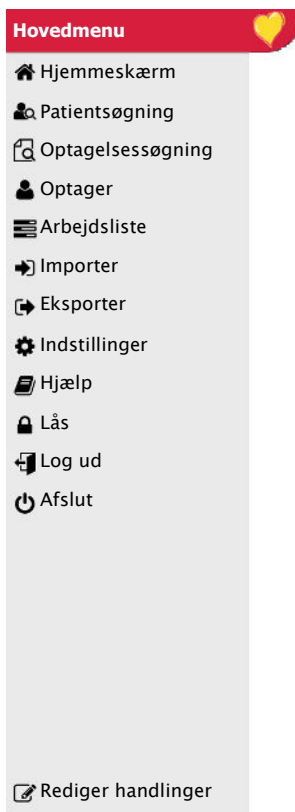 Hovedmenu
Hjemmeskærm
Patientsøgning
Optagelsessøgning
Optager
Arbejdsliste
Importer
Eksporter
Indstillinger
Hjælp
Lås
Log ud
Afslut
Rediger handlinger